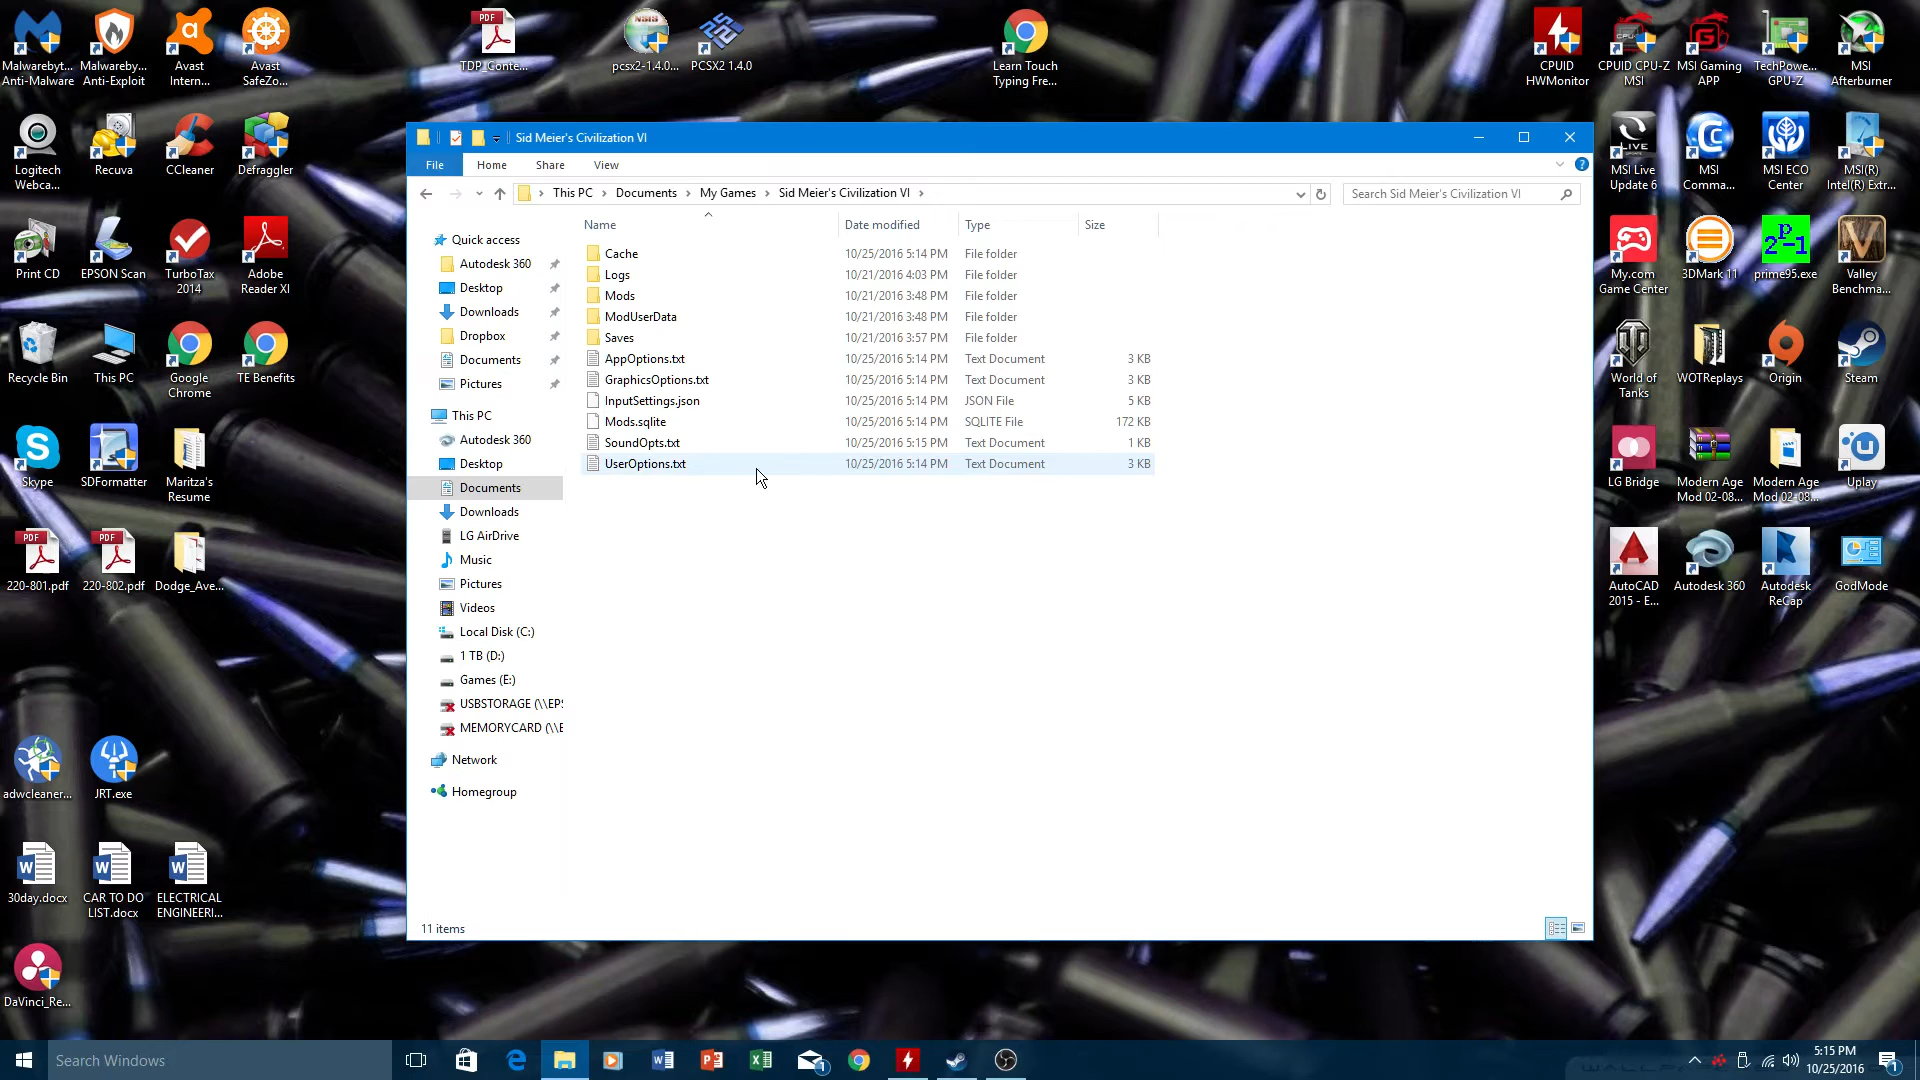 Malwarebyt...
Anti-Malware
Malwareby...
Anti-Exploit
Avast
Intern...
Avast
SafeZo...
PDF
TDP_Conte...
NSIS
pcsx2-1.4.0...
PCSX2 1.4.0
Learn Touch
Typing Fre...
CPUID
HWMonitor
CPUID CPU-Z
MSI
MSI Gaming
APP
TechPowe...
GPU-Z
MSI
Afterburner
Logitech
Webca...
Recuva
CCleaner
Defraggler
LIVE
MSI Live
Update 6
MSI
Comma...
MSI ECO
Center
MSI(R)
Intel(R) Extr...
Print CD
EPSON Scan
TurboTax
2014
Adobe
Reader XI
My.com
Game Center
3DMark 11
2P-1
prime95.exe
Valley
Benchma...
Recycle Bin
This PC
Google
Chrome
TE Benefits
World of
Tanks
WOTReplays
Origin
Steam
Skype
SDFormatter
Maritza's
Resume
LG Bridge
Modern Age
Mod 02-08...
Modern Age
Mod 02-08...
Uplay
PDF
220-801.pdf
PDF
220-802.pdf
Dodge_Ave...
AutoCAD
2015 - E...
Autodesk 360
Autodesk
ReCap
GodMode
adwcleaner...
JRT.exe
30day.docx
CAR TO DO
LIST.docx
ELECTRICAL
ENGINEERI...
DaVinci_Re...
Sid Meier's Civilization VI
File Home Share View
This PC Documents My Games Sid Meier's Civilization VI
Search Sid Meier's Civilization VI
Quick access
Autodesk 360
Desktop
Downloads
Dropbox
Documents
Pictures
This PC
Autodesk 360
Desktop
Documents
Downloads
LG AirDrive
Music
Pictures
Videos
Local Disk (C:)
1 TB (D:)
Games (E:)
USBSTORAGE (\\EPS
MEMORYCARD (\\E
Network
Homegroup
Name Date modified Type Size
Cache 10/25/2016 5:14 PM File folder
Logs 10/21/2016 4:03 PM File folder
Mods 10/21/2016 3:48 PM File folder
ModUserData 10/21/2016 3:48 PM File folder
Saves 10/21/2016 3:57 PM File folder
AppOptions.txt 10/25/2016 5:14 PM Text Document 3 KB
GraphicsOptions.txt 10/25/2016 5:14 PM Text Document 3 KB
InputSettings.json 10/25/2016 5:14 PM JSON File 5 KB
Mods.sqlite 10/25/2016 5:14 PM SQLITE File 172 KB
SoundOpts.txt 10/25/2016 5:15 PM Text Document 1 KB
UserOptions.txt 10/25/2016 5:14 PM Text Document 3 KB
11 items
Search Windows
1
5:15 PM
10/25/2016
1